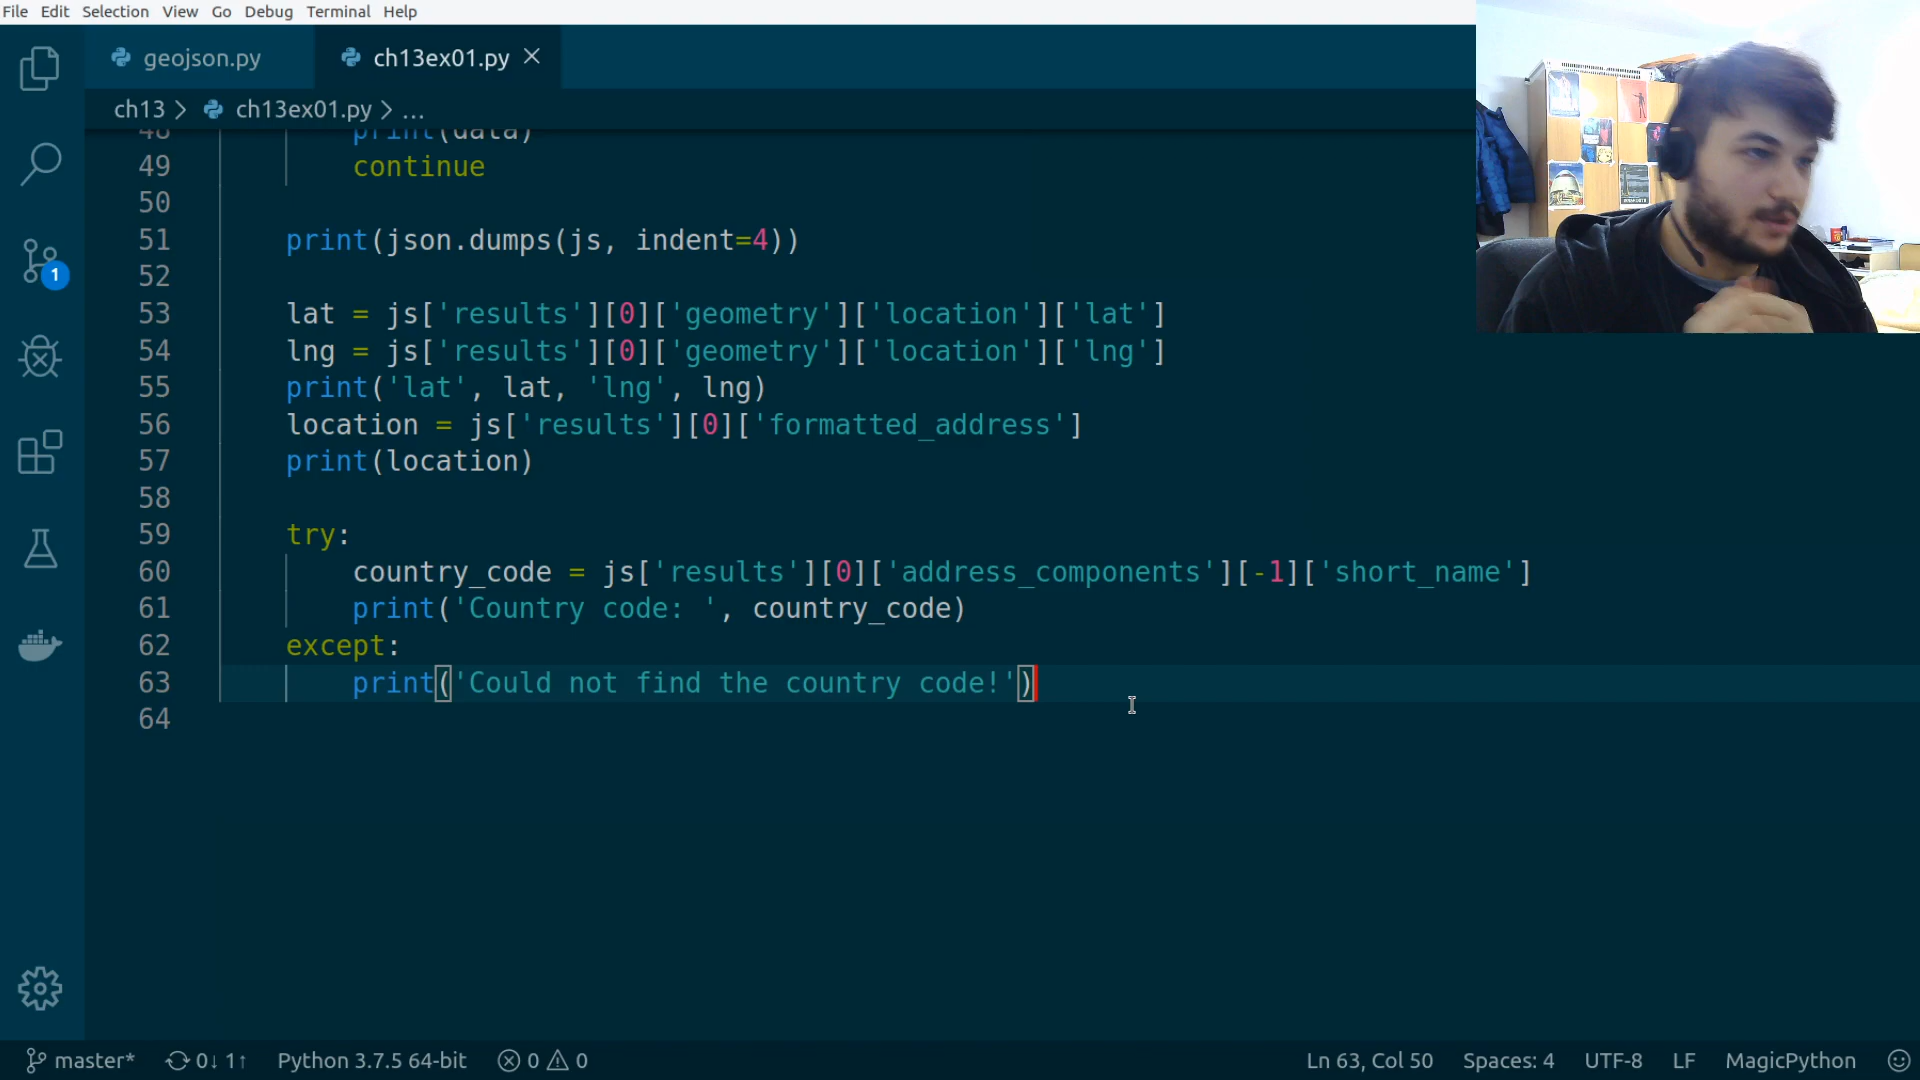 File Edit Selection View Go Debug Terminal Help
geojson.py ch13ex01.py
ch13 > ch13ex01.py > ...
48 print(data)
49 continue
50
51 print(json.dumps(js, indent=4))
52
53 lat = js['results'][0]['geometry']['location']['lat']
54 lng = js['results'][0]['geometry']['location']['lng']
55 print('lat', lat, 'lng', lng)
56 location = js['results'][0]['formatted_address']
57 print(location)
58
59 try:
60 country_code = js['results'][0]['address_components'][-1]['short_name']
61 print('Country code: ', country_code)
62 except:
63 print('Could not find the country code!')
64
1
master* 0↓ 1↑ Python 3.7.5 64-bit 0 0 Ln 63, Col 50 Spaces: 4 UTF-8 LF MagicPython